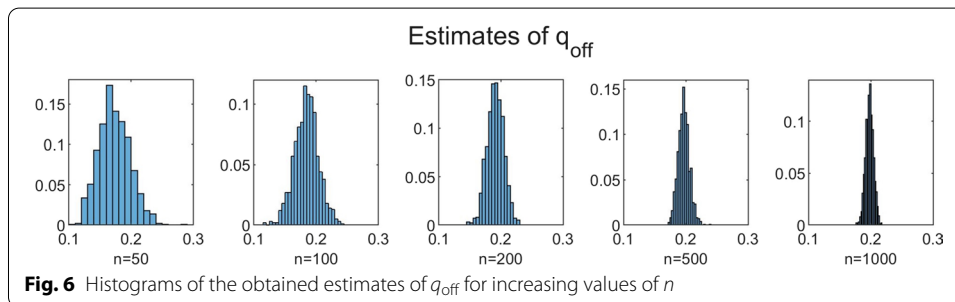 Estimates of q_off
0.15 0.1 0.05 0
0.1 0.2 0.3
n=50
0.1 0.05 0
0.1 0.2 0.3
n=100
0.15 0.1 0.05 0
0.1 0.2 0.3
n=200
0.15 0.1 0.05 0
0.1 0.2 0.3
n=500
0.1 0.05 0
0.1 0.2 0.3
n=1000
Fig. 6 Histograms of the obtained estimates of q_off for increasing values of n